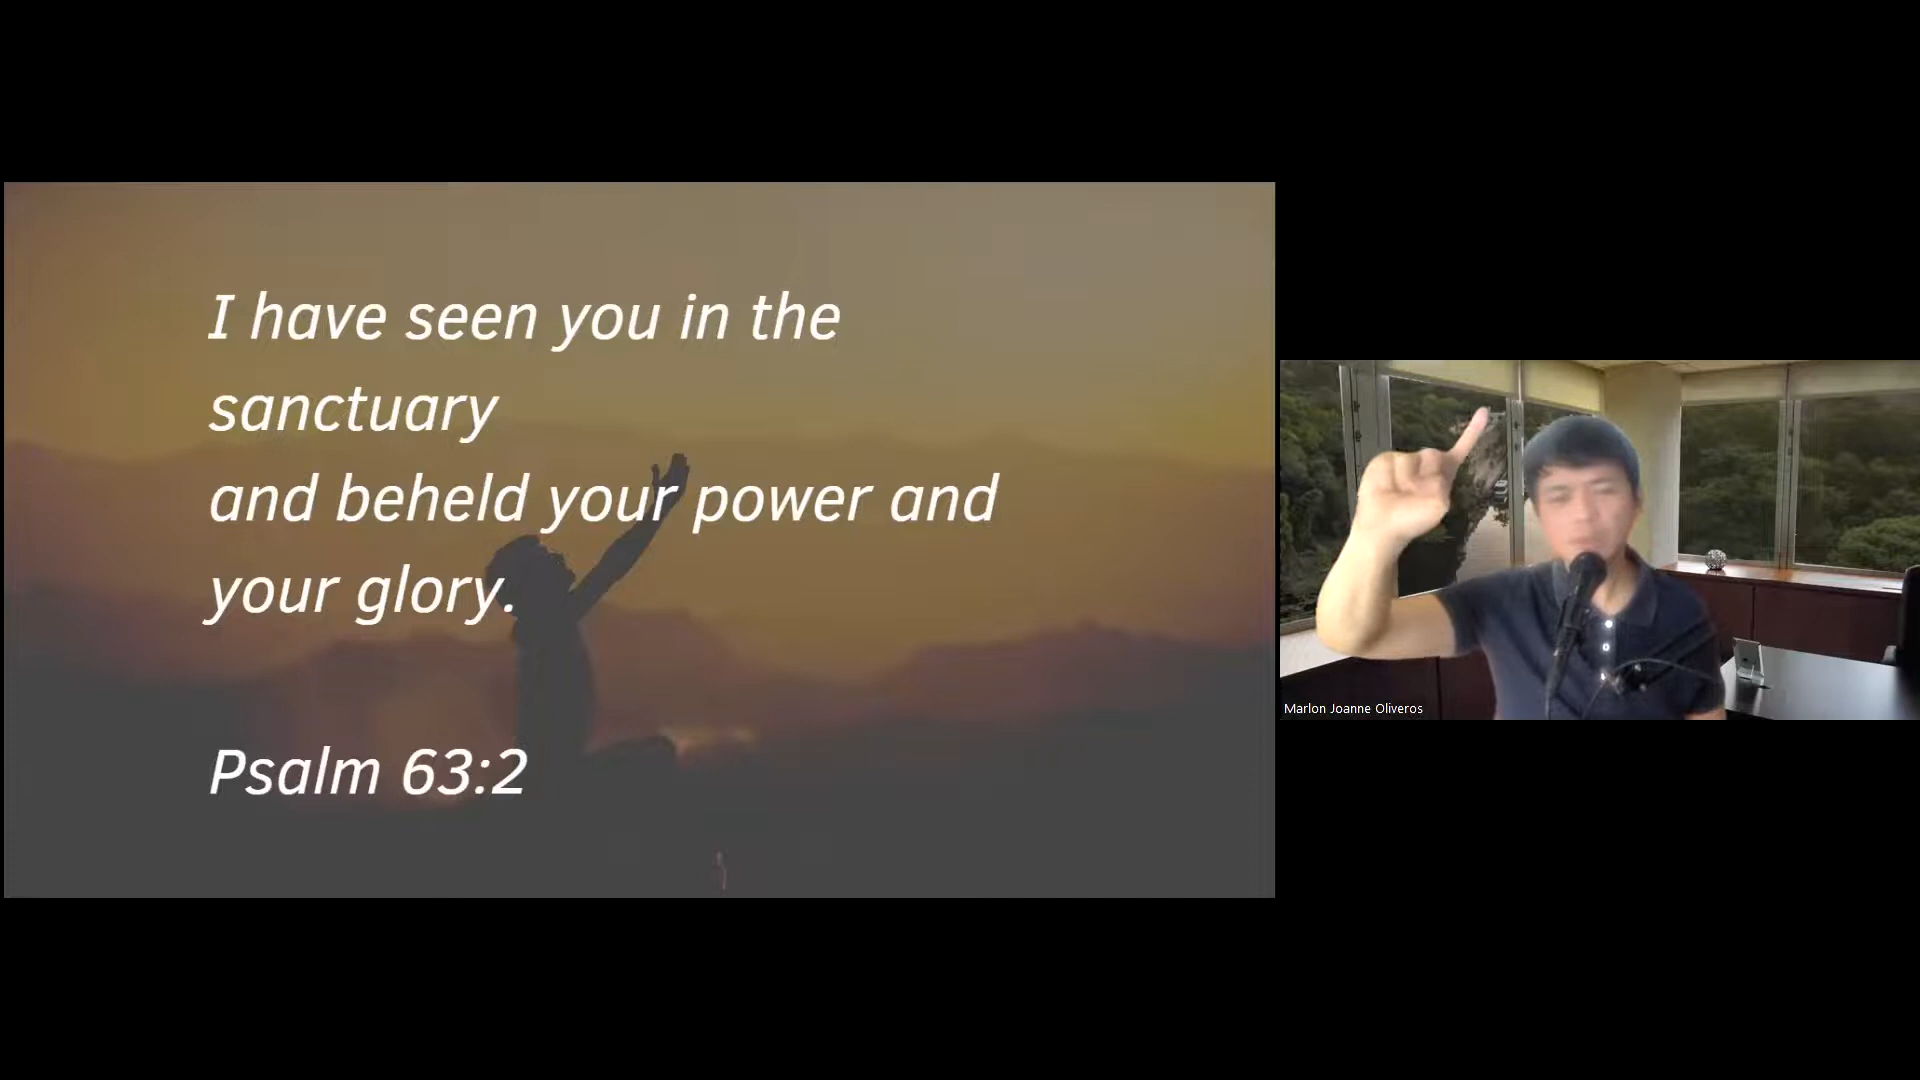 I have seen you in the
sanctuary
and beheld your power and
your glory.
Psalm 63:2
Marlon Joanne Oliveros